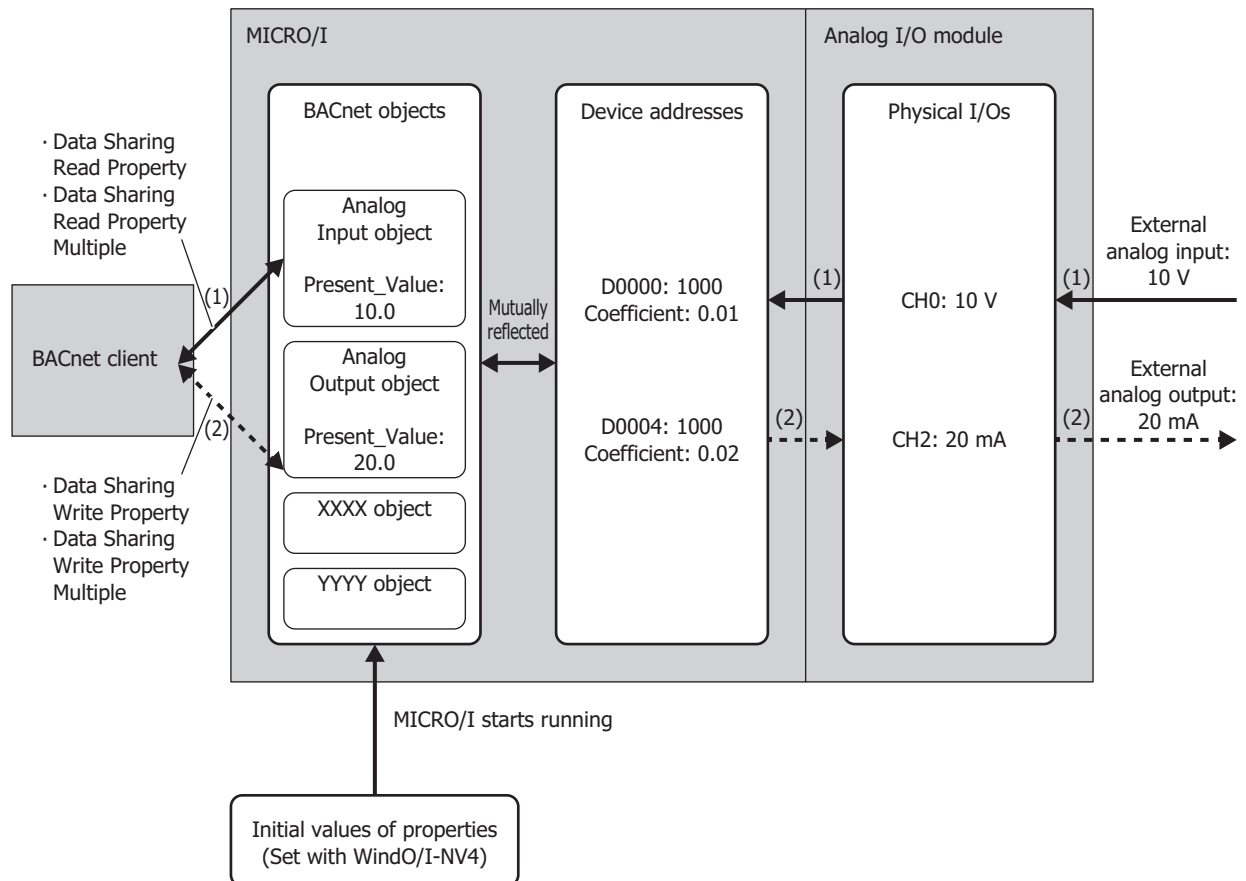 MICRO/I
Analog I/O module
BACnet objects
Device addresses
Physical I/Os
· Data Sharing
Read Property
· Data Sharing
Read Property
Multiple
(1)
BACnet client
(2)
· Data Sharing
Write Property
· Data Sharing
Write Property
Multiple
Analog
Input object
Present_Value:
10.0
Analog
Output object
Present_Value:
20.0
XXXX object
YYYY object
Mutually
reflected
D0000: 1000
Coefficient: 0.01
D0004: 1000
Coefficient: 0.02
(1)
(2)
CH0: 10 V
CH2: 20 mA
External
analog input:
10 V
(1)
External
analog output:
20 mA
(2)
MICRO/I starts running
Initial values of properties
(Set with WindO/I-NV4)